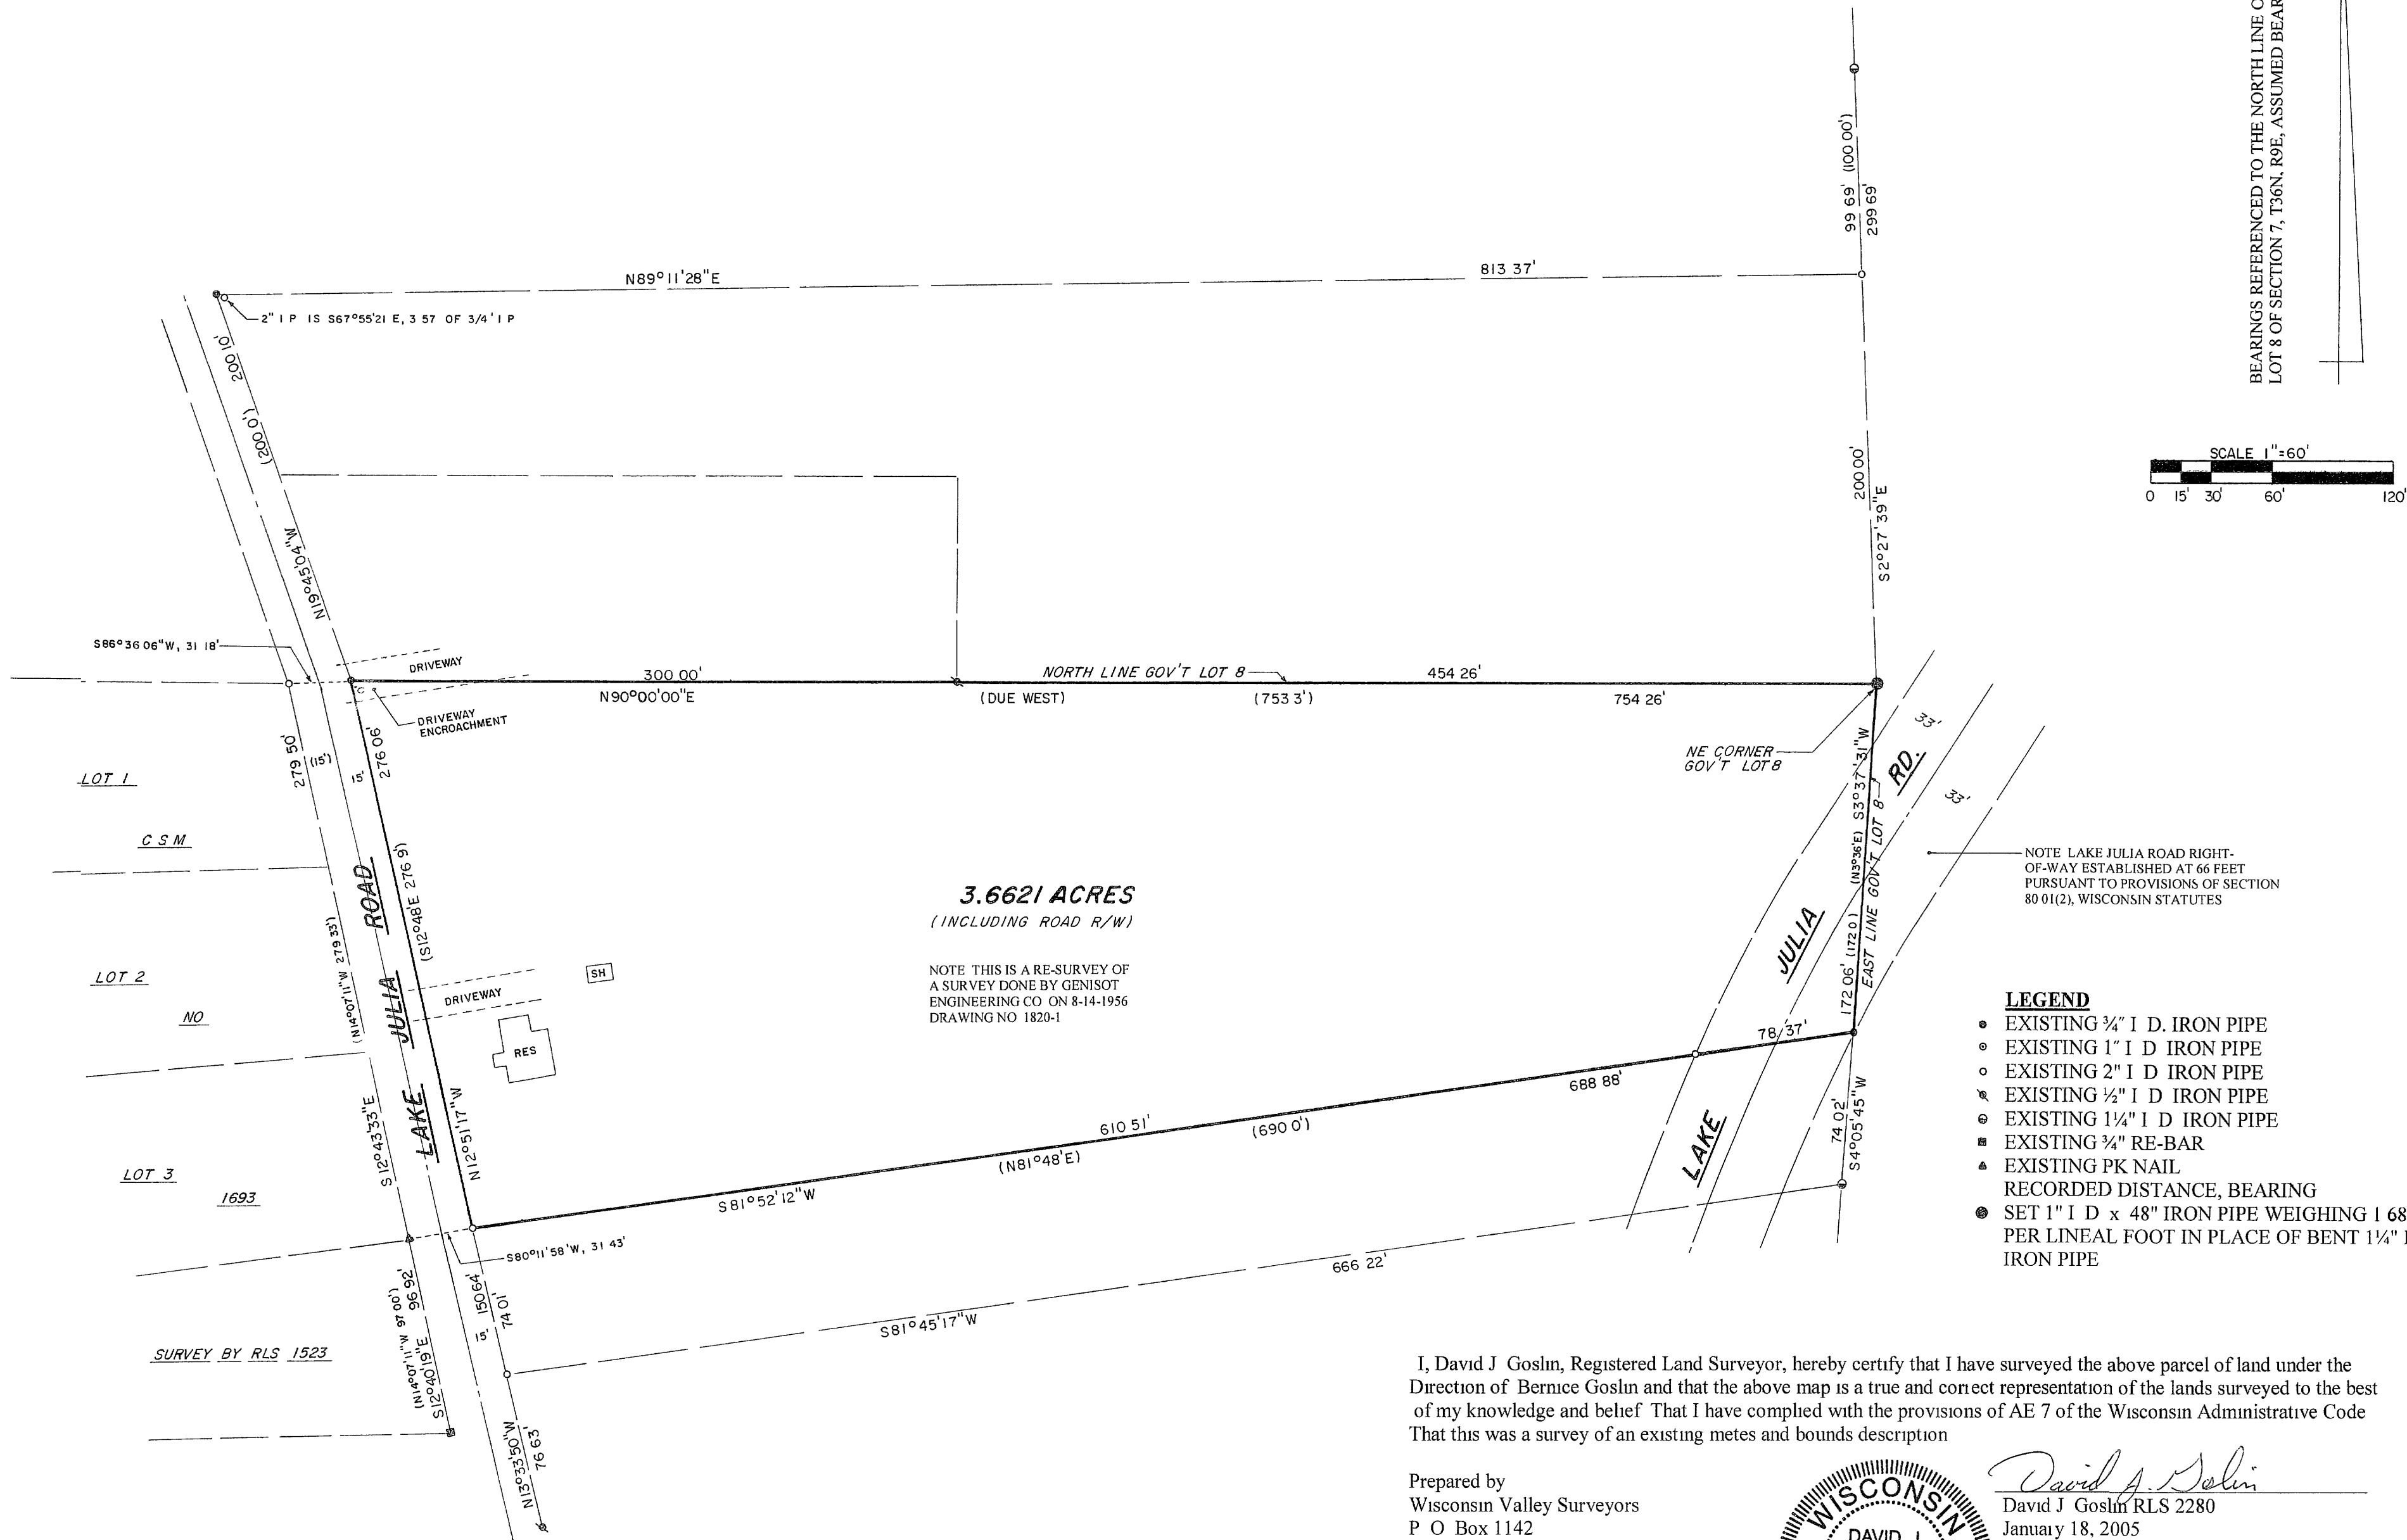 BEARINGS REFERENCED TO THE NORTH LINE
LOT 8 OF SECTION 7, T36N, R9E, ASSUMED
99 69' (100 00')
299 69'
N89°11'28"E
813 37'
2" I P IS S67°55'21 E, 3 57 OF 3/4' I P
200 10'
(200 0')
N19°45'04"W
200 00'
S2°27'39"E
SCALE 1"=60'
0 15' 30' 60' 120'
S86°36 06"W, 31 18'
DRIVEWAY
300 00'
NORTH LINE GOV'T LOT 8
454 26'
N90°00'00"E
(DUE WEST)
(753 3')
754 26'
DRIVEWAY
ENCROACHMENT
NE CORNER
GOV'T LOT 8
279 50'
(15')
15'
276 06'
33'
33'
LOT 1
C S M
LOT 2
NO
LOT 3
1693
LAKE JULIA ROAD
(S12°48'E 276 9')
(N14°07'11"W 279 33')
S12°43'33"E
N12°51'17"W
DRIVEWAY
SH
RES
3.6621 ACRES
(INCLUDING ROAD R/W)
NOTE THIS IS A RE-SURVEY OF
A SURVEY DONE BY GENISOT
ENGINEERING CO ON 8-14-1956
DRAWING NO 1820-1
S3°37'31"W
(N3°36'E)
172 06' (172 0')
EAST LINE GOV'T LOT 8
LAKE JULIA RD.
NOTE LAKE JULIA ROAD RIGHT-
OF-WAY ESTABLISHED AT 66 FEET
PURSUANT TO PROVISIONS OF SECTION
80 01(2), WISCONSIN STATUTES
78 37'
688 88'
610 51'
(690 0')
(N81°48'E)
S81°52'12"W
74 02'
S4°05'45"W
S80°11'58'W, 31 43'
666 22'
S81°45'17"W
96 92'
(N14°07'11"W 97 00')
S12°40'19"E
150 64'
74 01'
15'
N13°33'50"W
76 63'
SURVEY BY RLS 1523
LEGEND
EXISTING ¾" I D. IRON PIPE
EXISTING 1" I D IRON PIPE
EXISTING 2" I D IRON PIPE
EXISTING ½" I D IRON PIPE
EXISTING 1¼" I D IRON PIPE
EXISTING ¾" RE-BAR
EXISTING PK NAIL
RECORDED DISTANCE, BEARING
SET 1" I D x 48" IRON PIPE WEIGHING 1 68
PER LINEAL FOOT IN PLACE OF BENT 1¼"
IRON PIPE
I, David J Goslin, Registered Land Surveyor, hereby certify that I have surveyed the above parcel of land under the
Direction of Bernice Goslin and that the above map is a true and correct representation of the lands surveyed to the best
of my knowledge and belief That I have complied with the provisions of AE 7 of the Wisconsin Administrative Code
That this was a survey of an existing metes and bounds description
Prepared by
Wisconsin Valley Surveyors
P O Box 1142
WISCONSIN
DAVID J.
David J. Goslin
David J Goslin RLS 2280
January 18, 2005